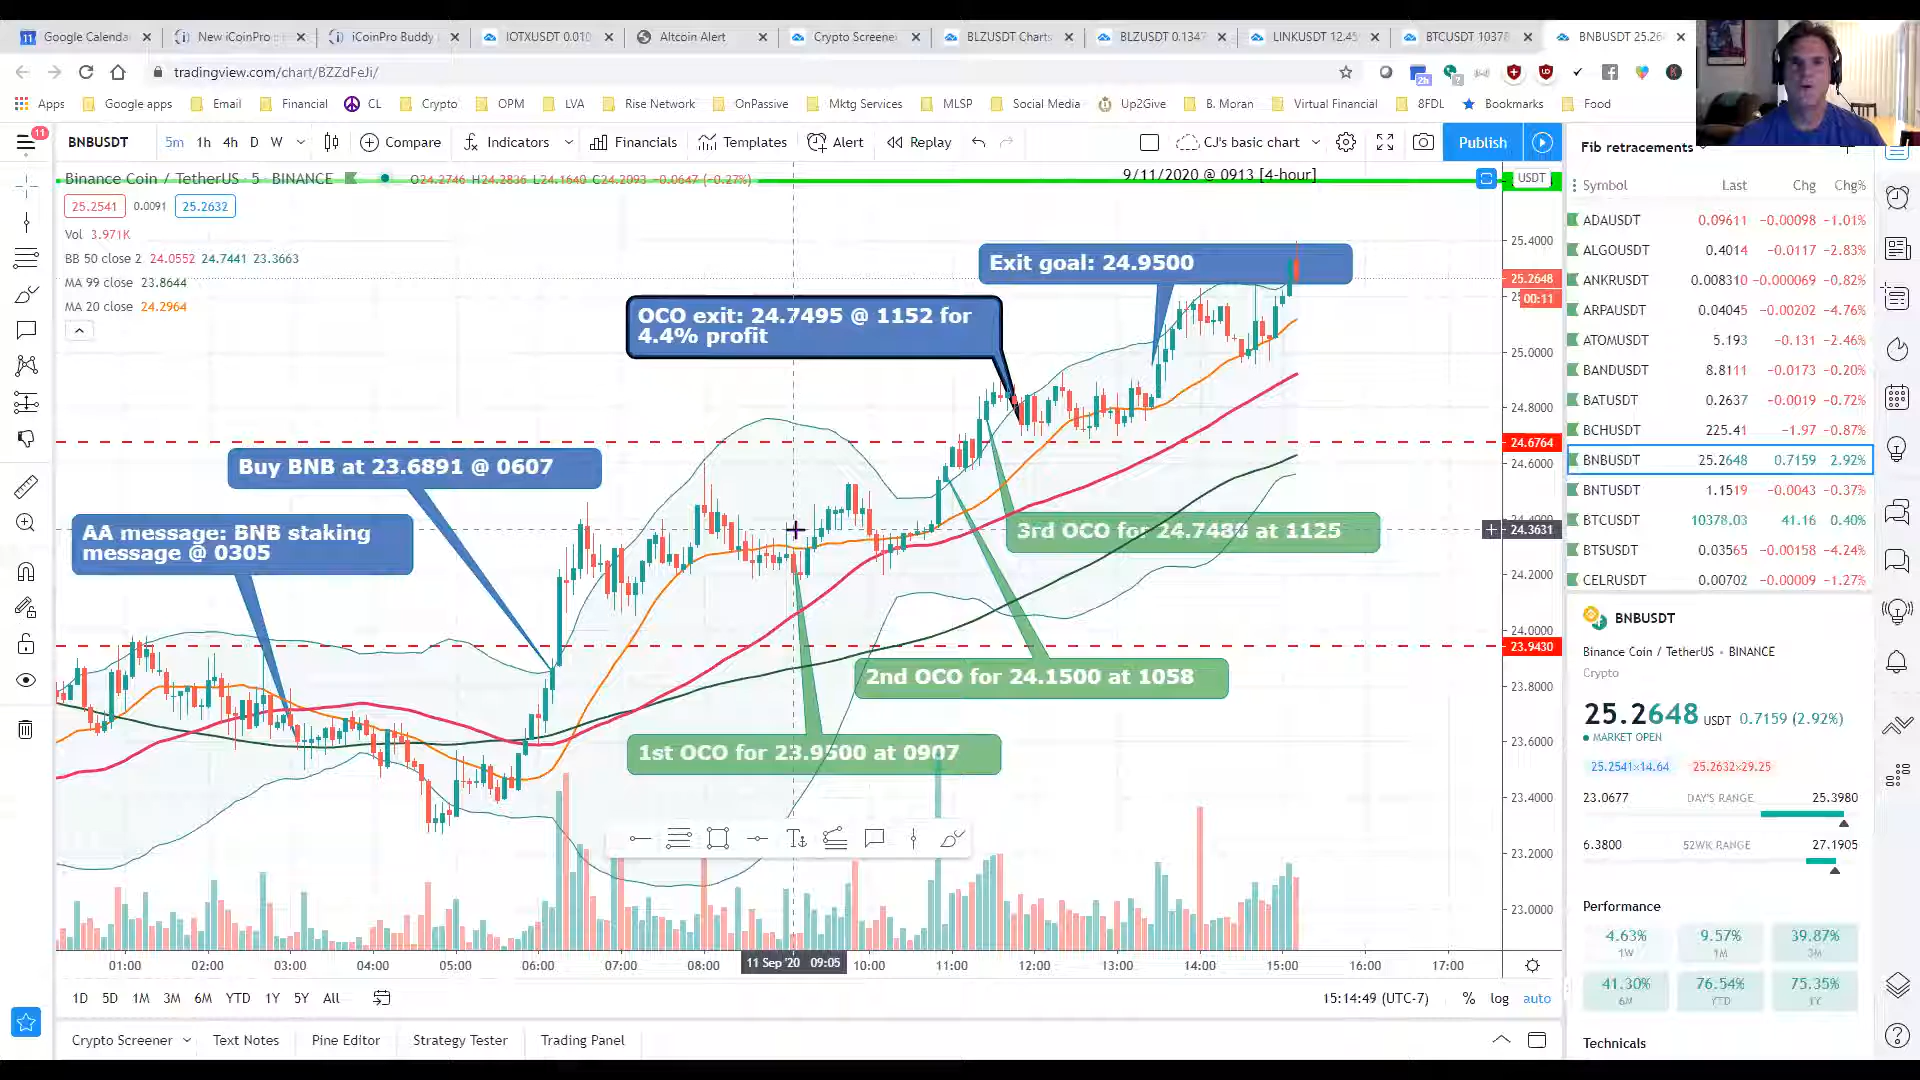 Google Calenda
New iCoinPro
iCoinPro Buddy
IOTXUSDT 0.010
Altcoin Alert
Crypto Screene
BLZUSDT Charts
BLZUSDT 0.1347
LINKUSDT 12.45
BTCUSDT 10378
BNBUSDT 25.26
tradingview.com/chart/BZZdFeJi/
Apps
Google apps
Email
Financial
CL
Crypto
OPM
LVA
Rise Network
OnPassive
Mktg Services
MLSP
Social Media
Up2Give
B. Moran
Virtual Financial
8FDL
Bookmarks
Food
11
BNBUSDT
5m 1h 4h D W
Compare
Indicators
Financials
Templates
Alert
Replay
CJ's basic chart
Publish
Binance Coin / TetherUS · 5 · BINANCE
O24.2746 H24.2836 L24.1640 C24.2093 −0.0647 (−0.27%)
9/11/2020 @ 0913 [4-hour]
USDT
25.2541 0.0091 25.2632
Vol 3.971K
BB 50 close 2 24.0552 24.7441 23.3663
MA 99 close 23.8644
MA 20 close 24.2964
Exit goal: 24.9500
OCO exit: 24.7495 @ 1152 for
4.4% profit
Buy BNB at 23.6891 @ 0607
AA message: BNB staking
message @ 0305
3rd OCO for 24.7480 at 1125
2nd OCO for 24.1500 at 1058
1st OCO for 23.9500 at 0907
25.4000
25.2648
00:11
25.0000
24.8000
24.6764
24.6000
24.3631
24.2000
24.0000
23.9430
23.8000
23.6000
23.4000
23.2000
23.0000
01:00 02:00 03:00 04:00 05:00 06:00 07:00 08:00 11 Sep '20 09:05 10:00 11:00 12:00 13:00 14:00 15:00 16:00 17:00
1D 5D 1M 3M 6M YTD 1Y 5Y All
15:14:49 (UTC-7) % log auto
Crypto Screener
Text Notes
Pine Editor
Strategy Tester
Trading Panel
Fib retracements
Symbol Last Chg Chg%
ADAUSDT 0.09611 −0.00098 −1.01%
ALGOUSDT 0.4014 −0.0117 −2.83%
ANKRUSDT 0.008310 −0.000069 −0.82%
ARPAUSDT 0.04045 −0.00202 −4.76%
ATOMUSDT 5.193 −0.131 −2.46%
BANDUSDT 8.8111 −0.0173 −0.20%
BATUSDT 0.2637 −0.0019 −0.72%
BCHUSDT 225.41 −1.97 −0.87%
BNBUSDT 25.2648 0.7159 2.92%
BNTUSDT 1.1519 −0.0043 −0.37%
BTCUSDT 10378.03 41.16 0.40%
BTSUSDT 0.03565 −0.00158 −4.24%
CELRUSDT 0.00702 −0.00009 −1.27%
BNBUSDT
Binance Coin / TetherUS • BINANCE
Crypto
25.2648 USDT 0.7159 (2.92%)
MARKET OPEN
25.2541×14.64 25.2632×29.25
23.0677 DAY'S RANGE 25.3980
6.3800 52WK RANGE 27.1905
Performance
4.63% 9.57% 39.87%
1W 1M 3M
41.30% 76.54% 75.35%
6M YTD 1Y
Technicals